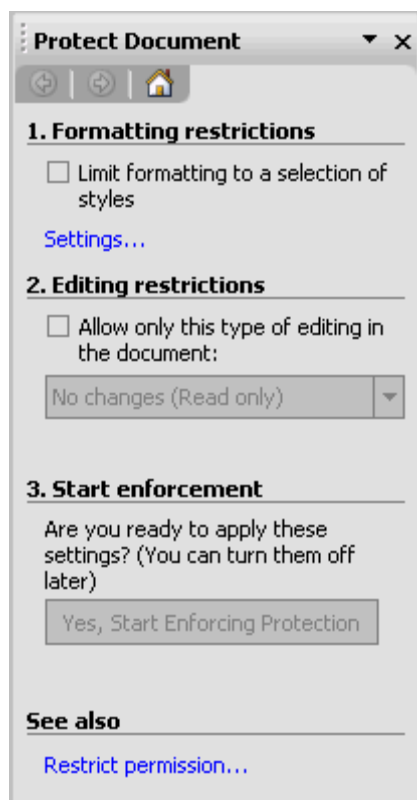 Protect Document
1. Formatting restrictions
Limit formatting to a selection of
styles
Settings...
2. Editing restrictions
Allow only this type of editing in
the document:
No changes (Read only)
3. Start enforcement
Are you ready to apply these
settings? (You can turn them off
later)
Yes, Start Enforcing Protection
See also
Restrict permission...